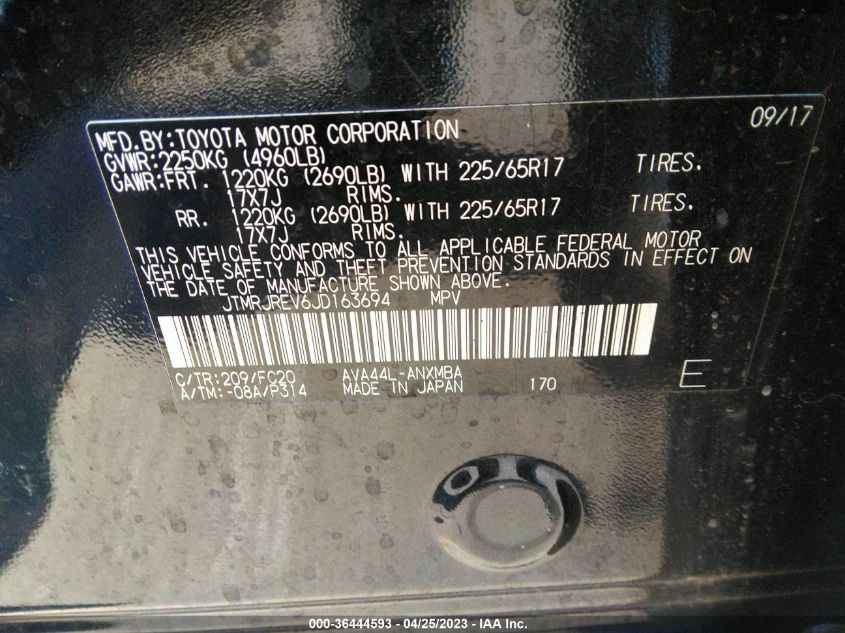 09/17
MFD.BY:TOYOTA MOTOR CORPORATION
GVWR:2250KG (4960LB)
GAWR:FRT. 1220KG (2690LB) WITH 225/65R17 TIRES.
17X7J RIMS.
RR. 1220KG (2690LB) WITH 225/65R17 TIRES.
17X7J RIMS.
THIS VEHICLE CONFORMS TO ALL APPLICABLE FEDERAL MOTOR
VEHICLE SAFETY AND THEFT PREVENTION STANDARDS IN EFFECT ON
THE DATE OF MANUFACTURE SHOWN ABOVE.
JTMRJREV6JD163694 MPV
C/TR:209/FC20 AVA44L-ANXMBA
A/TM:-08A/P314 MADE IN JAPAN 170 E
000-36444593 - 04/25/2023 - IAA Inc.